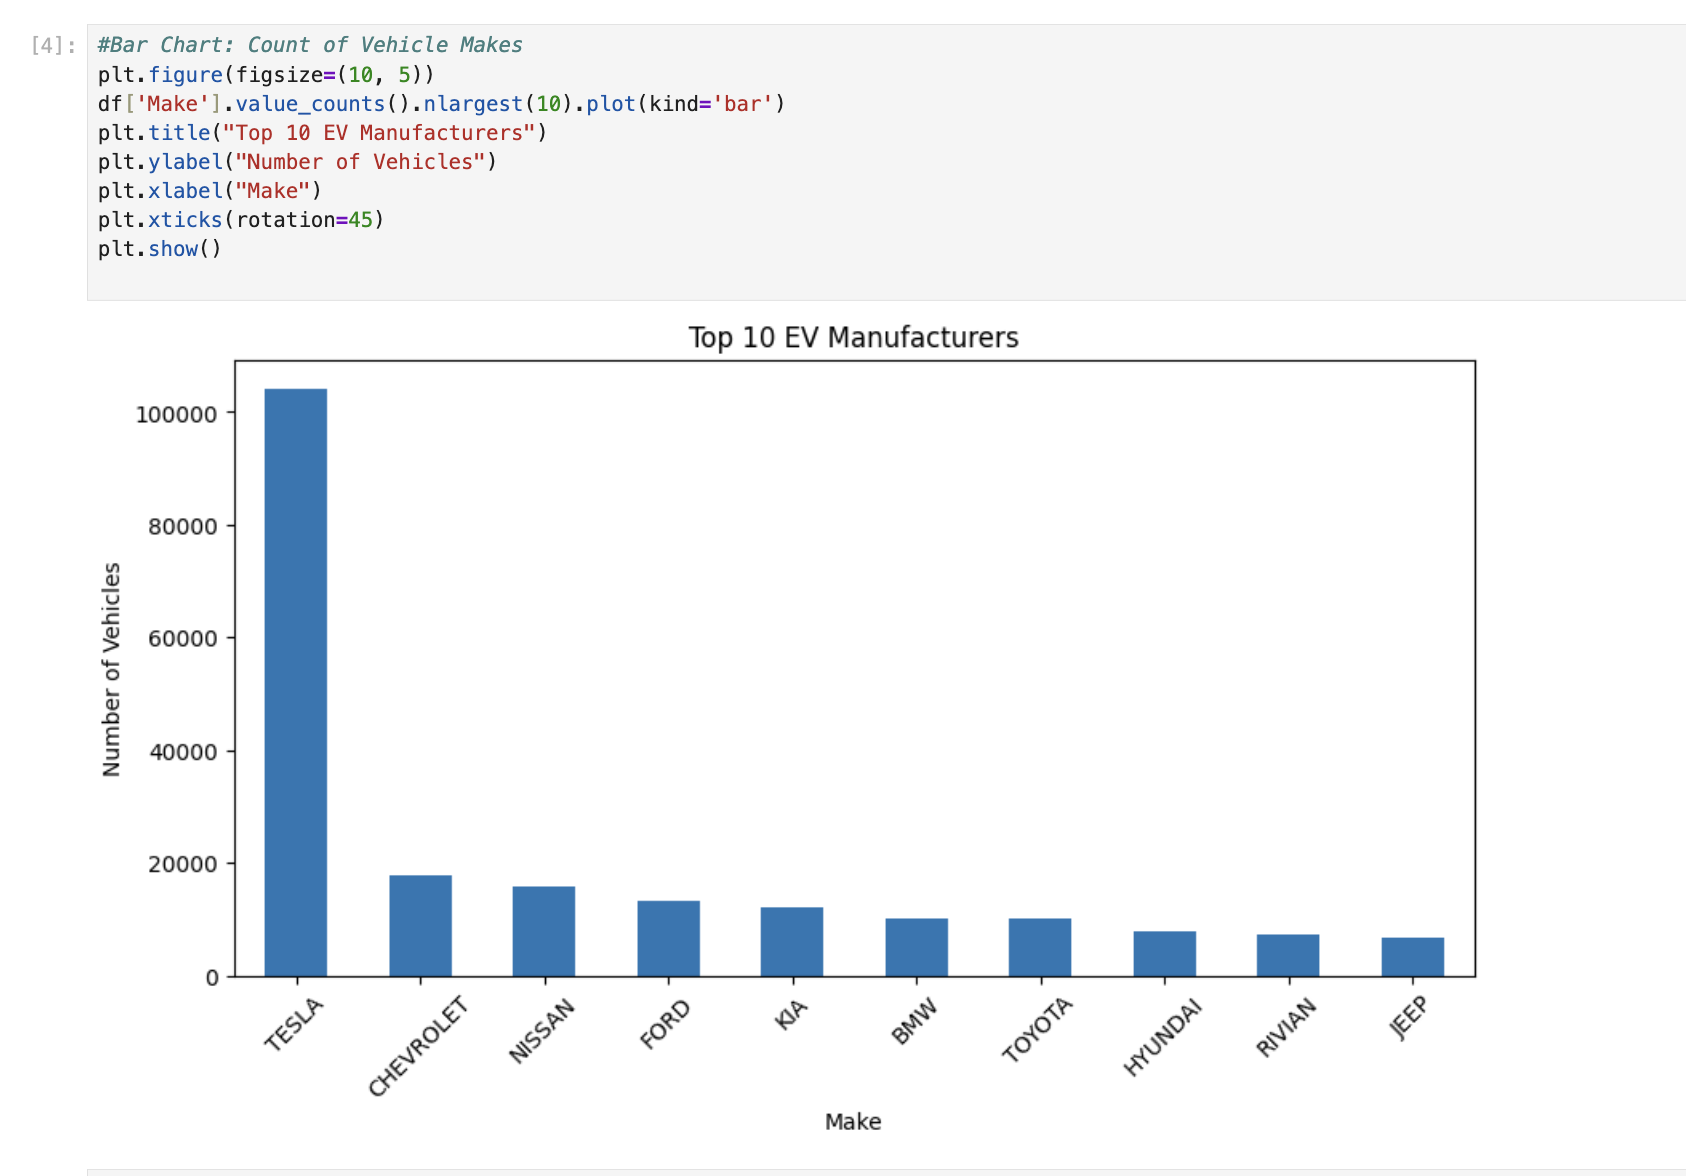 [4]:
#Bar Chart: Count of Vehicle Makes
plt.figure(figsize=(10, 5))
df['Make'].value_counts().nlargest(10).plot(kind='bar')
plt.title("Top 10 EV Manufacturers")
plt.ylabel("Number of Vehicles")
plt.xlabel("Make")
plt.xticks(rotation=45)
plt.show()
Top 10 EV Manufacturers
Number of Vehicles
100000
80000
60000
40000
20000
0
TESLA
CHEVROLET
NISSAN
FORD
KIA
BMW
TOYOTA
HYUNDAI
RIVIAN
JEEP
Make